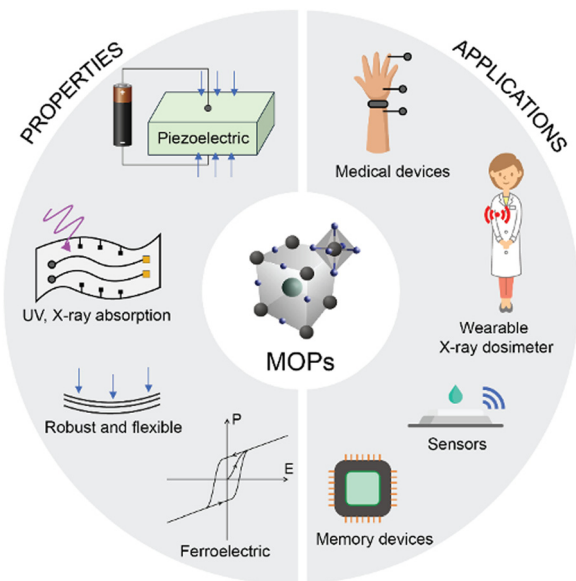 PROPERTIES
Piezoelectric
UV, X-ray absorption
Robust and flexible
P
E
Ferroelectric
MOPs
APPLICATIONS
Medical devices
Wearable
X-ray dosimeter
Sensors
Memory devices